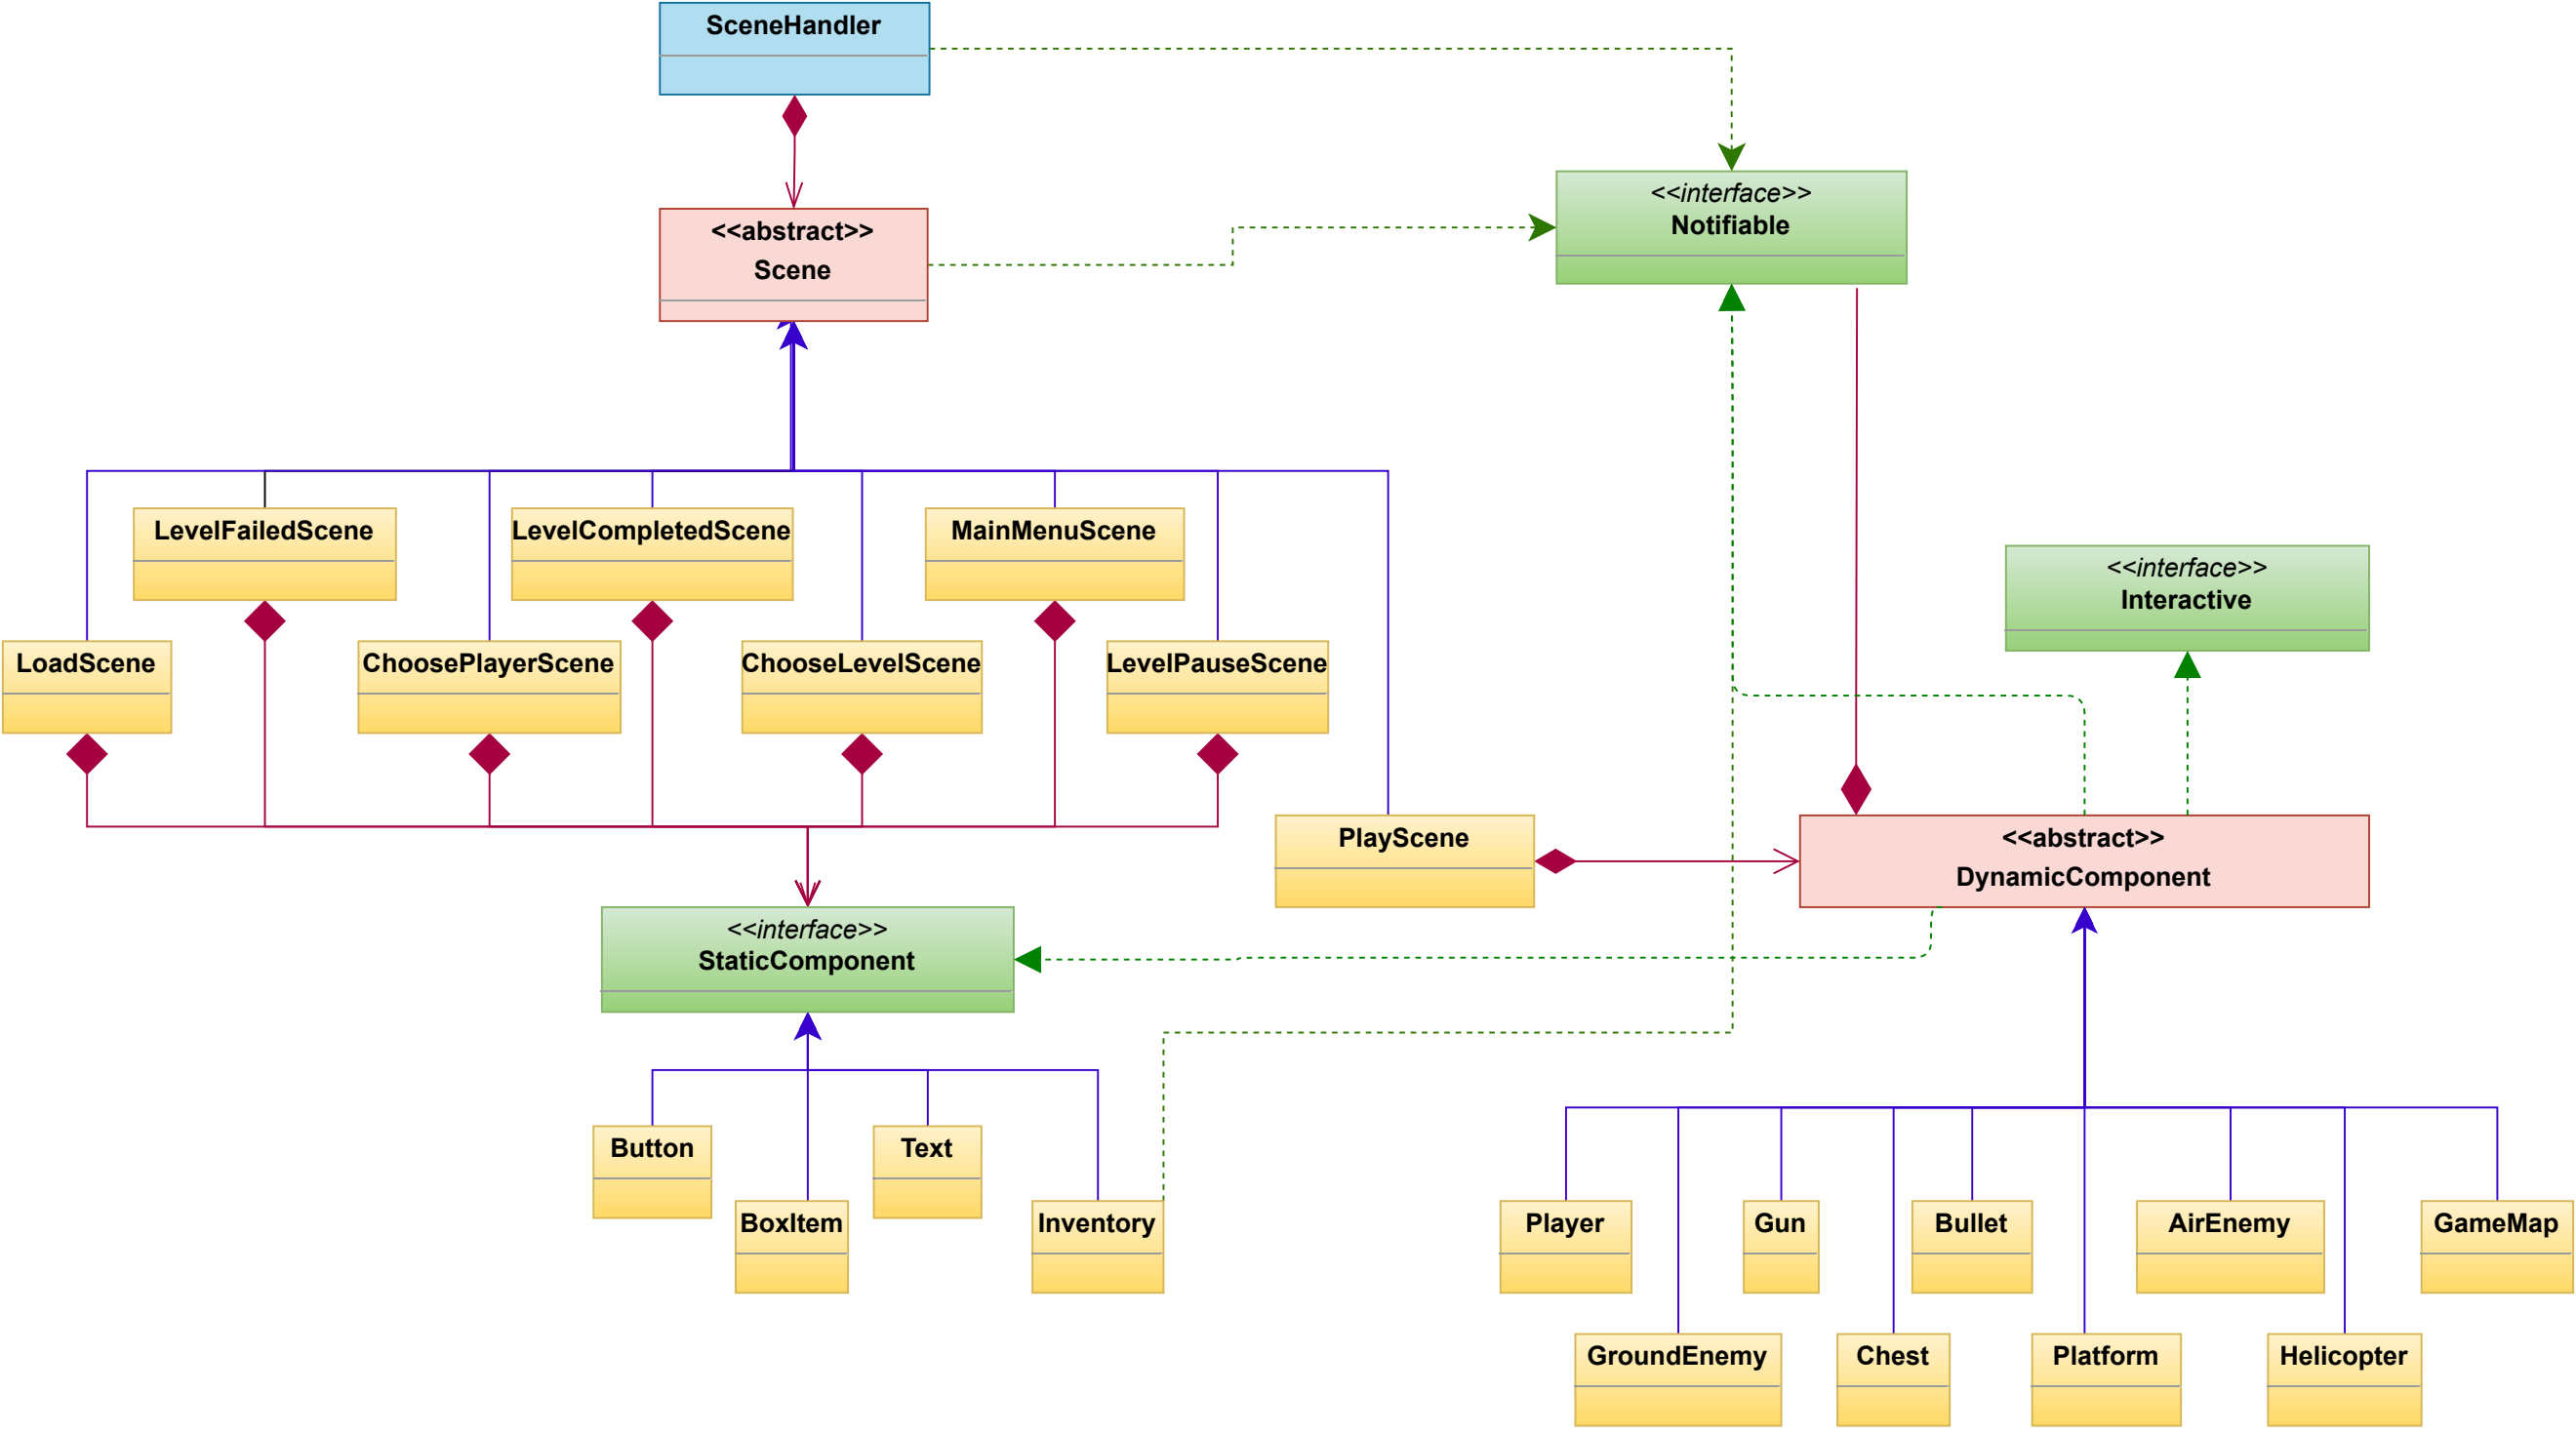 SceneHandler
<<abstract>>
Scene
<<interface>>
Notifiable
LevelFailedScene
LevelCompletedScene
MainMenuScene
<<interface>>
Interactive
LoadScene
ChoosePlayerScene
ChooseLevelScene
LevelPauseScene
PlayScene
<<abstract>>
DynamicComponent
<<interface>>
StaticComponent
Button
Text
BoxItem
Inventory
Player
Gun
Bullet
AirEnemy
GameMap
GroundEnemy
Chest
Platform
Helicopter